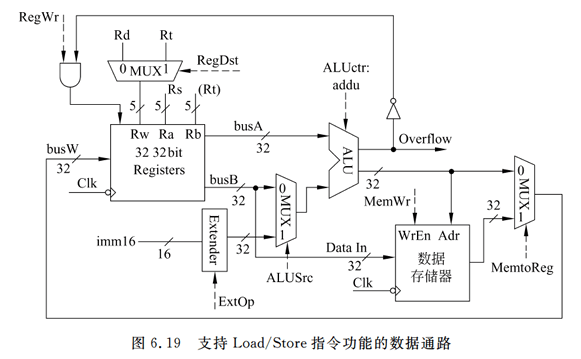 RegWr
Rd
Rt
0 MUX 1
RegDst
Rs
(Rt)
5
5
5
ALUctr:
addu
Rw Ra Rb
32 32bit
Registers
busW
32
Clk
busA
32
busB
32
ALU
Overflow
32
0
MUX
1
ALUSrc
imm16
16
Extender
32
ExtOp
MemWr
WrEn Adr
数据
存储器
Data In
32
Clk
32
0
MUX
1
MemtoReg
图 6.19 支持 Load/Store 指令功能的数据通路